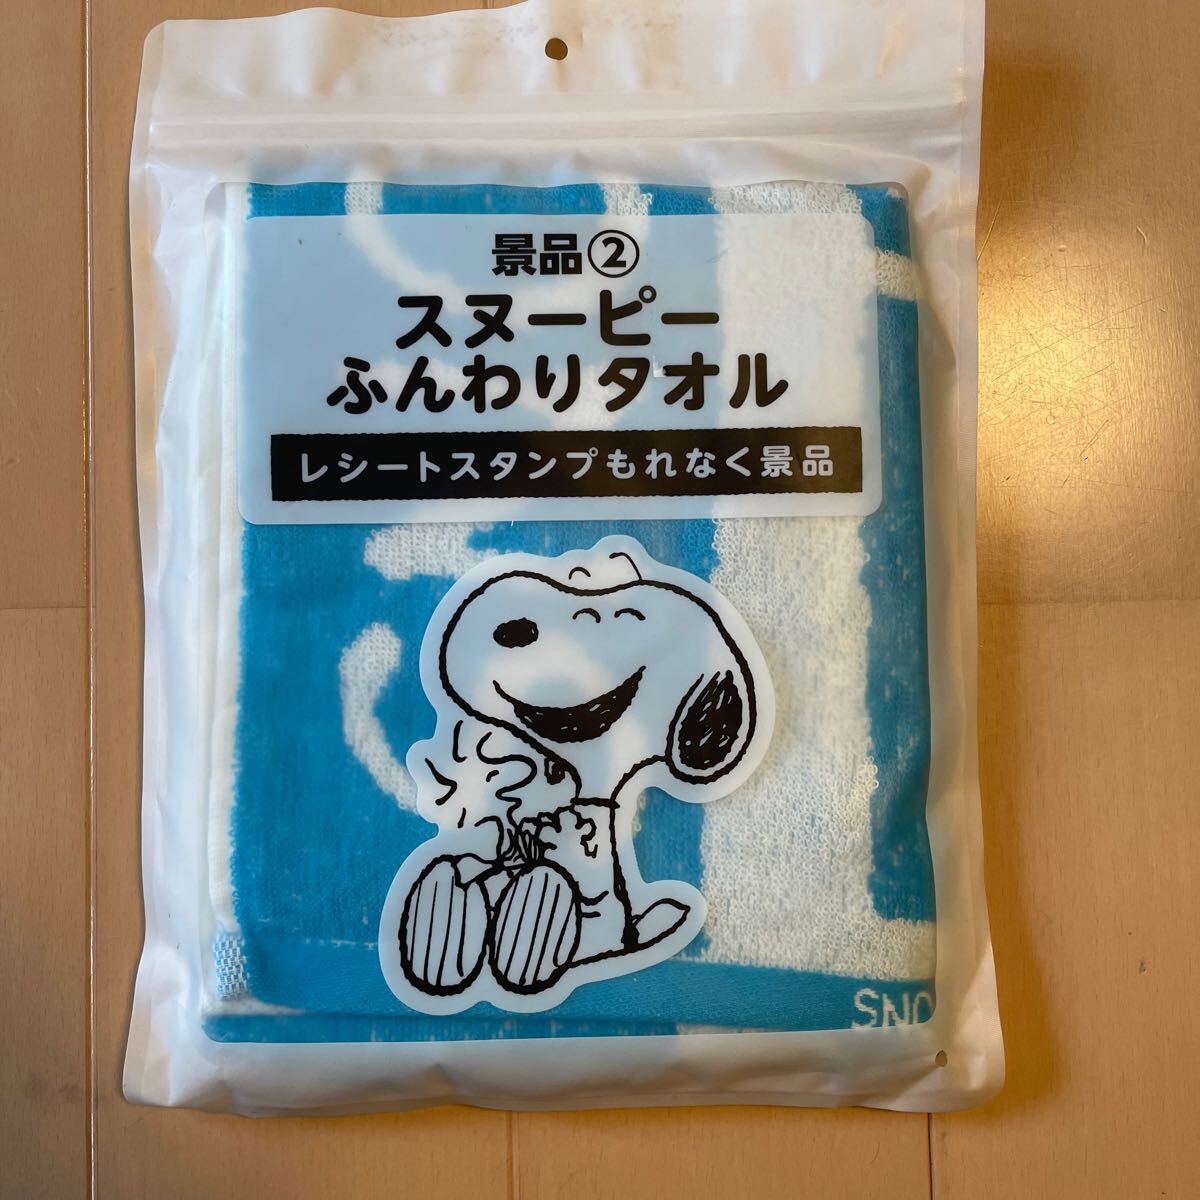 景品②
スヌーピー
ふんわりタオル
レシートスタンプもれなく景品
SNO